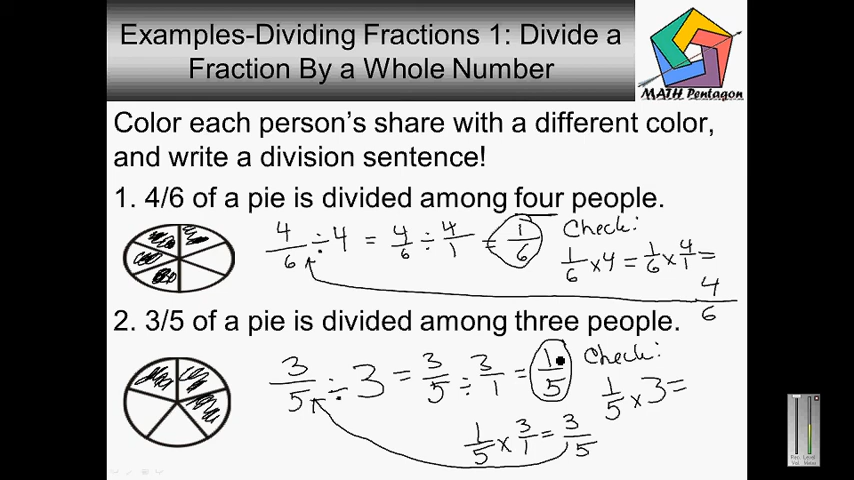 Examples-Dividing Fractions 1: Divide a
Fraction By a Whole Number
MATH Pentagon
Color each person's share with a different color,
and write a division sentence!
1. 4/6 of a pie is divided among four people.
4/6 ÷ 4 = 4/6 ÷ 4/1 = 1/6
Check:
1/6 × 4 = 1/6 × 4/1 =
4/6
2. 3/5 of a pie is divided among three people.
3/5 ÷ 3 = 3/5 ÷ 3/1 = 1/5
Check:
1/5 × 3 =
1/5 × 3/1 = 3/5